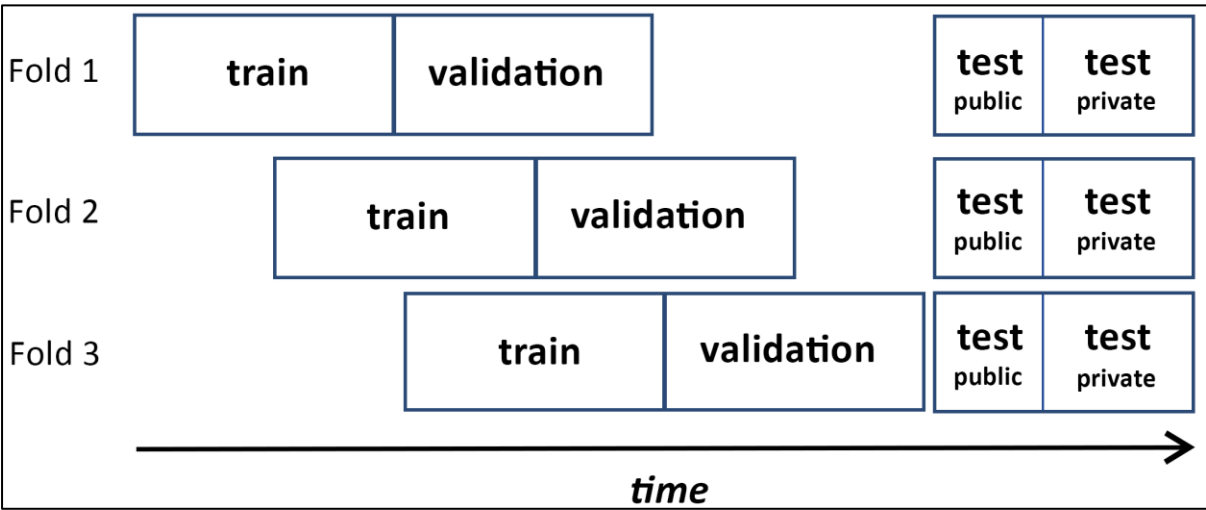 Fold 1 train validation test public test private
Fold 2 train validation test public test private
Fold 3 train validation test public test private
time